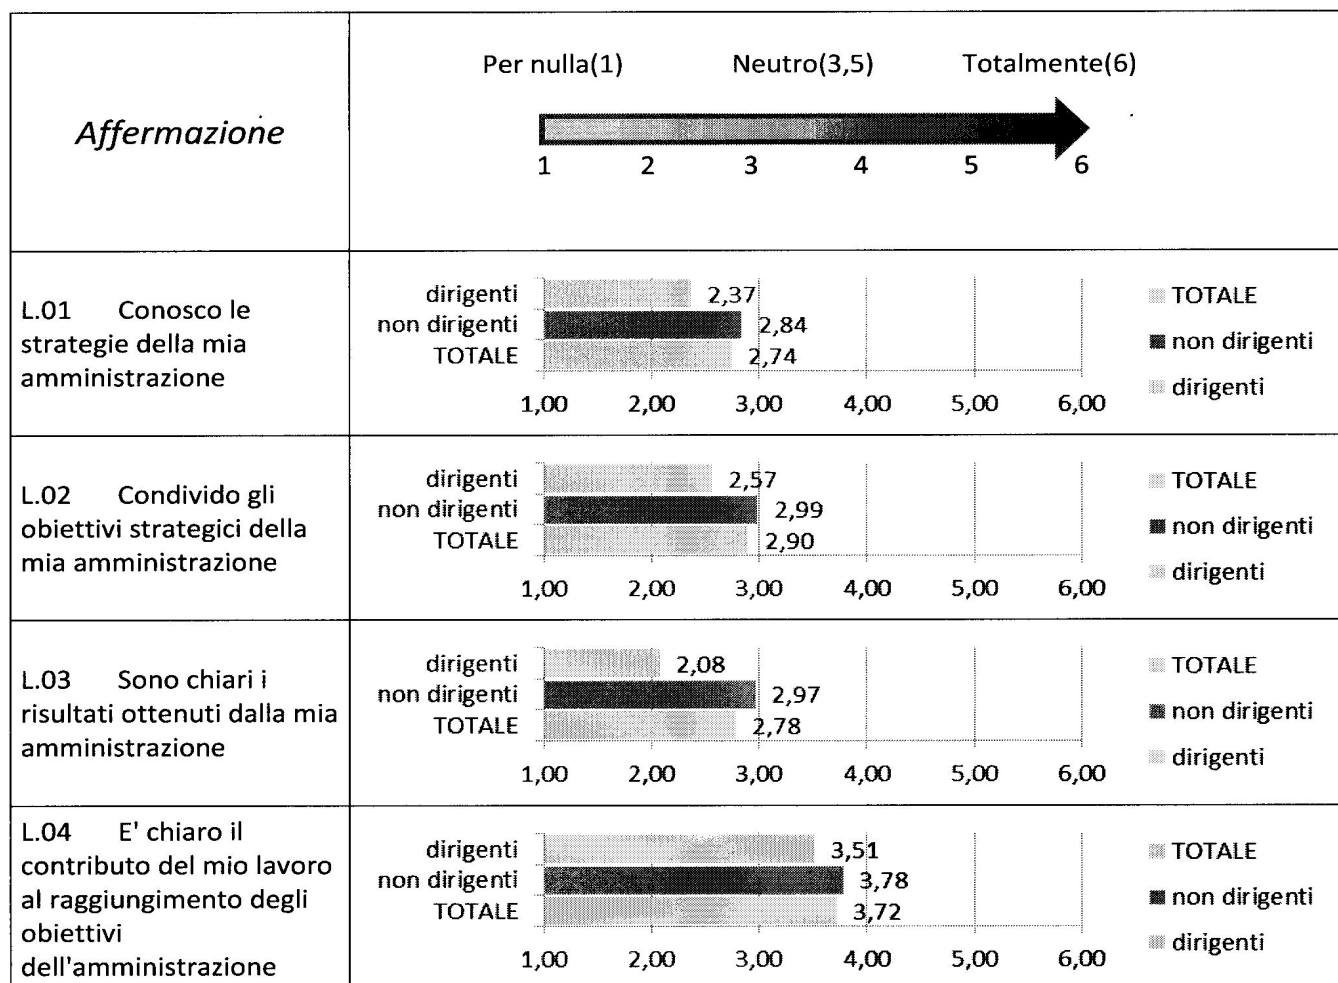 Affermazione
Per nulla(1) Neutro(3,5) Totalmente(6)
1 2 3 4 5 6
L.01 Conosco le
strategie della mia
amministrazione
dirigenti 2,37
non dirigenti 2,84
TOTALE 2,74
1,00 2,00 3,00 4,00 5,00 6,00
TOTALE
non dirigenti
dirigenti
L.02 Condivido gli
obiettivi strategici della
mia amministrazione
dirigenti 2,57
non dirigenti 2,99
TOTALE 2,90
1,00 2,00 3,00 4,00 5,00 6,00
TOTALE
non dirigenti
dirigenti
L.03 Sono chiari i
risultati ottenuti dalla mia
amministrazione
dirigenti 2,08
non dirigenti 2,97
TOTALE 2,78
1,00 2,00 3,00 4,00 5,00 6,00
TOTALE
non dirigenti
dirigenti
L.04 E' chiaro il
contributo del mio lavoro
al raggiungimento degli
obiettivi
dell'amministrazione
dirigenti 3,51
non dirigenti 3,78
TOTALE 3,72
1,00 2,00 3,00 4,00 5,00 6,00
TOTALE
non dirigenti
dirigenti